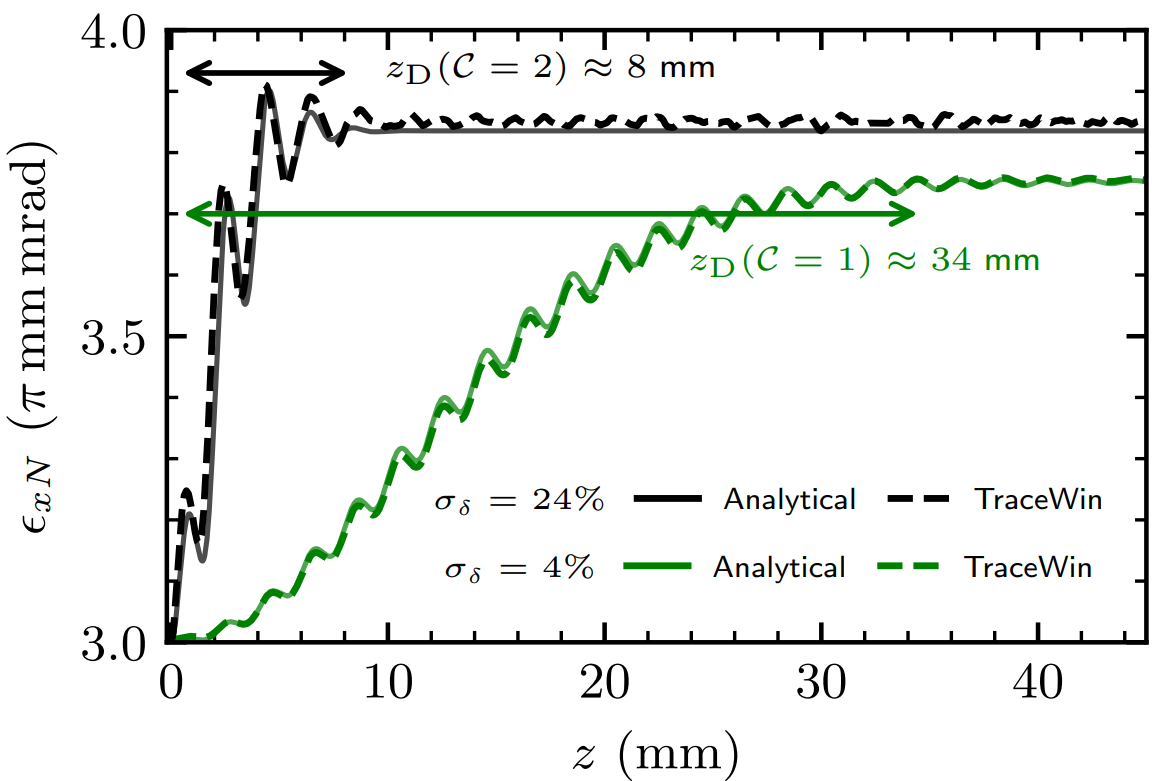 4.0
z_D(𝒞 = 2) ≈ 8 mm
z_D(𝒞 = 1) ≈ 34 mm
3.5
ϵ_xN (π mm mrad)
σ_δ = 24% Analytical TraceWin
σ_δ = 4% Analytical TraceWin
3.0
0 10 20 30 40
z (mm)